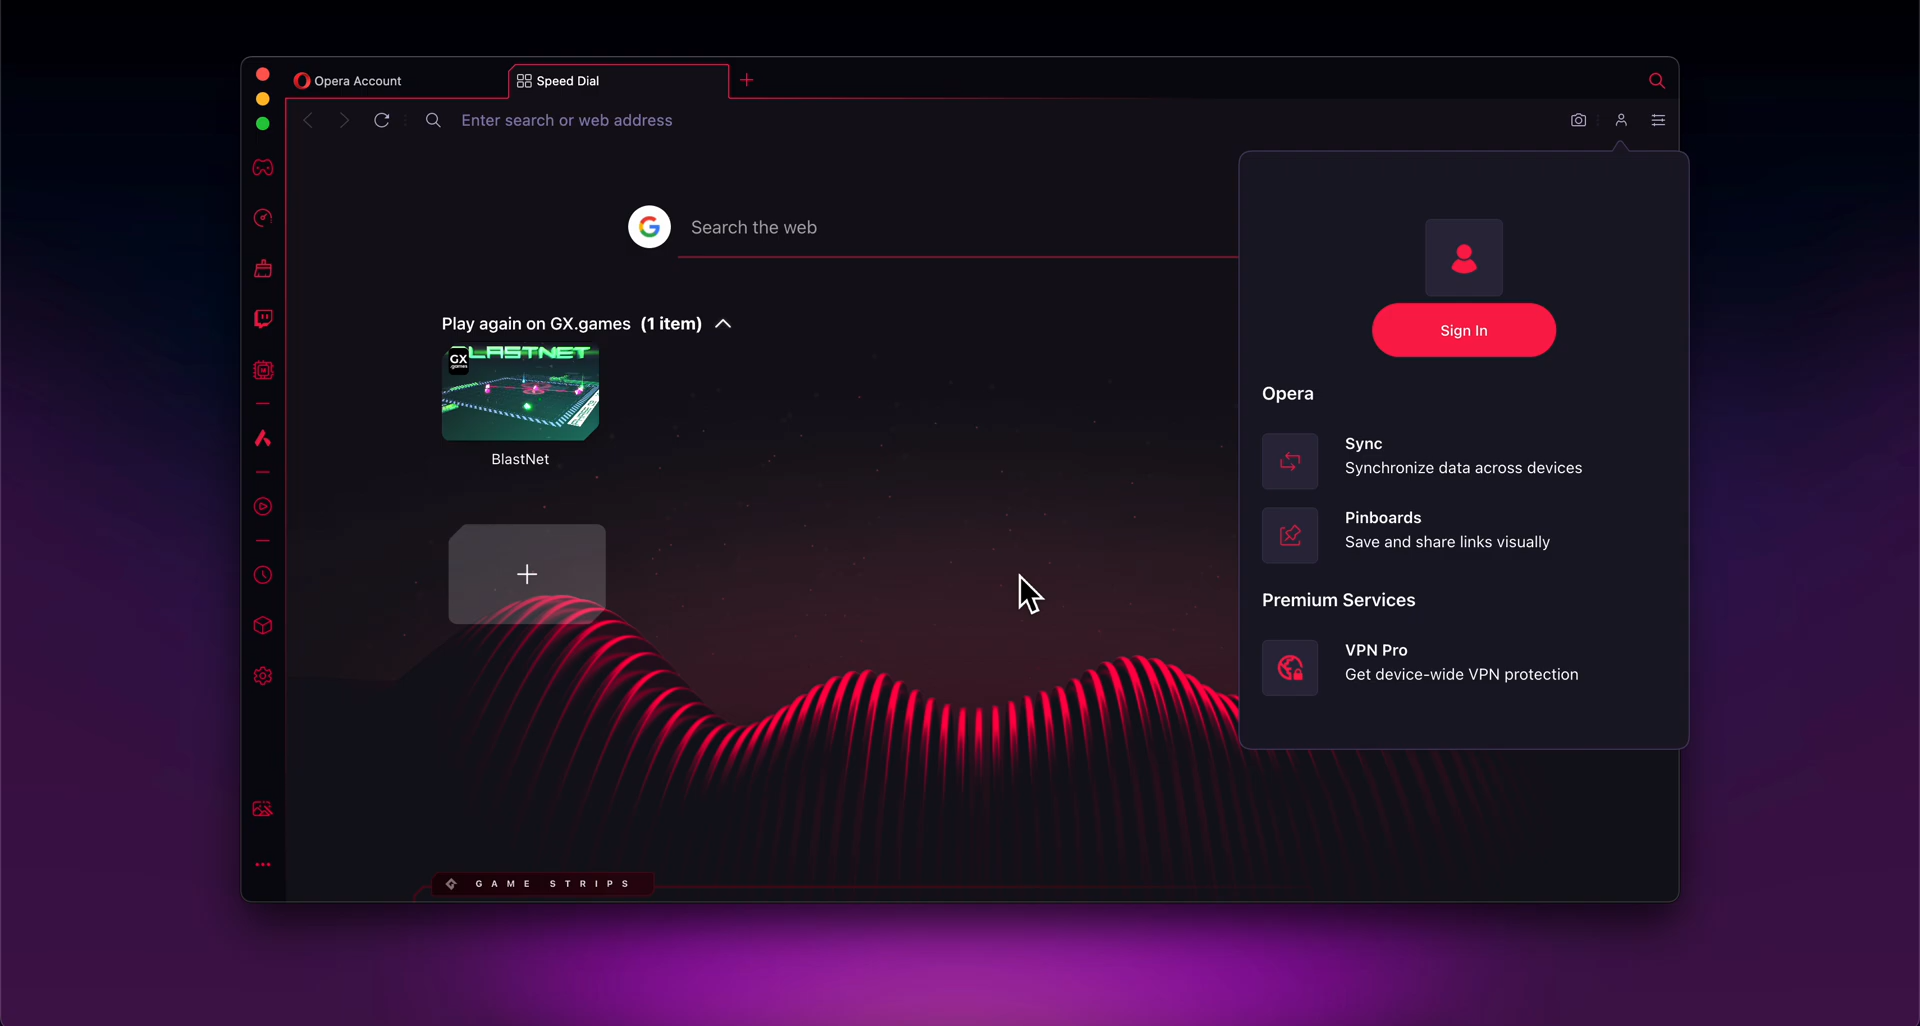 Opera Account
Speed Dial
Enter search or web address
Search the web
Play again on GX.games (1 item)
GX
.games
BLASTNET
BlastNet
GAME STRIPS
Sign In
Opera
Sync
Synchronize data across devices
Pinboards
Save and share links visually
Premium Services
VPN Pro
Get device-wide VPN protection